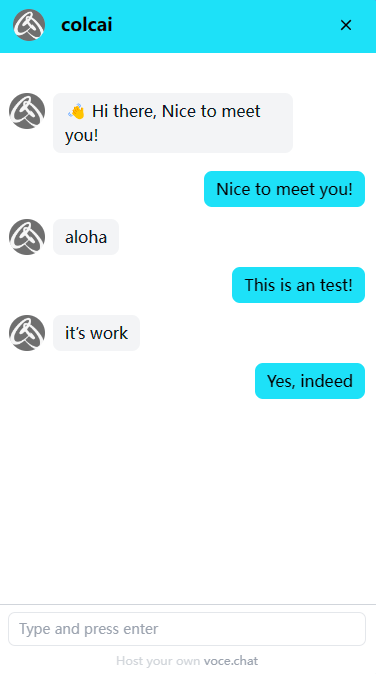 colcai
👋 Hi there, Nice to meet
you!
Nice to meet you!
aloha
This is an test!
it's work
Yes, indeed
Type and press enter
Host your own voce.chat